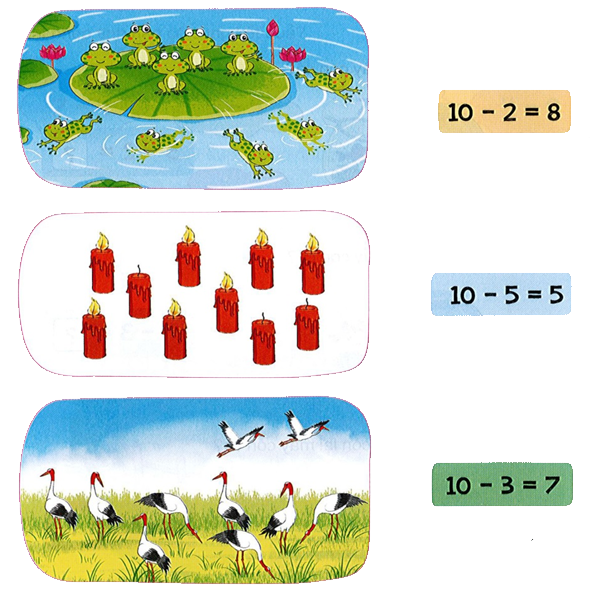 10 - 2 = 8
10 - 5 = 5
10 - 3 = 7